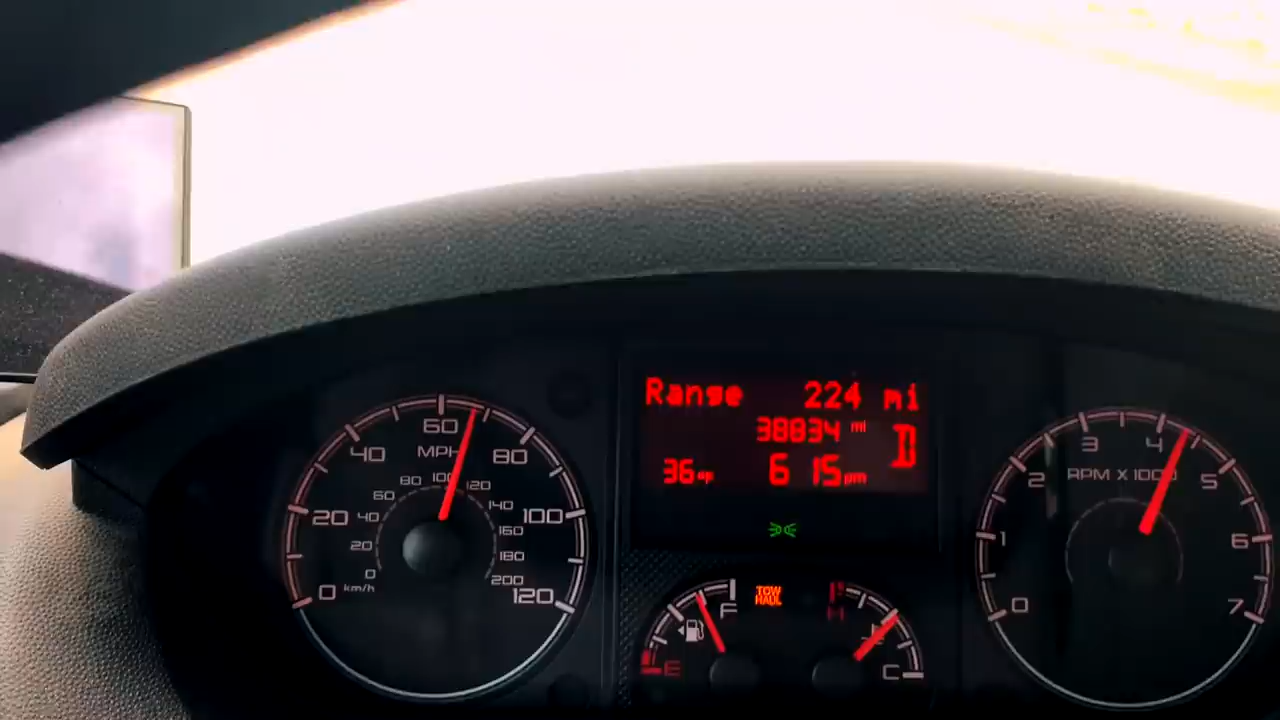 Range 224 mi
38834 mi
D
36°F 6 15pm
0 20 40 60 80 100 120
MPH
0 20 40 60 80 100 120 140 160 180 200
km/h
0 1 2 3 4 5 6 7
RPM X 1000
E F
TOW
HAUL
H C